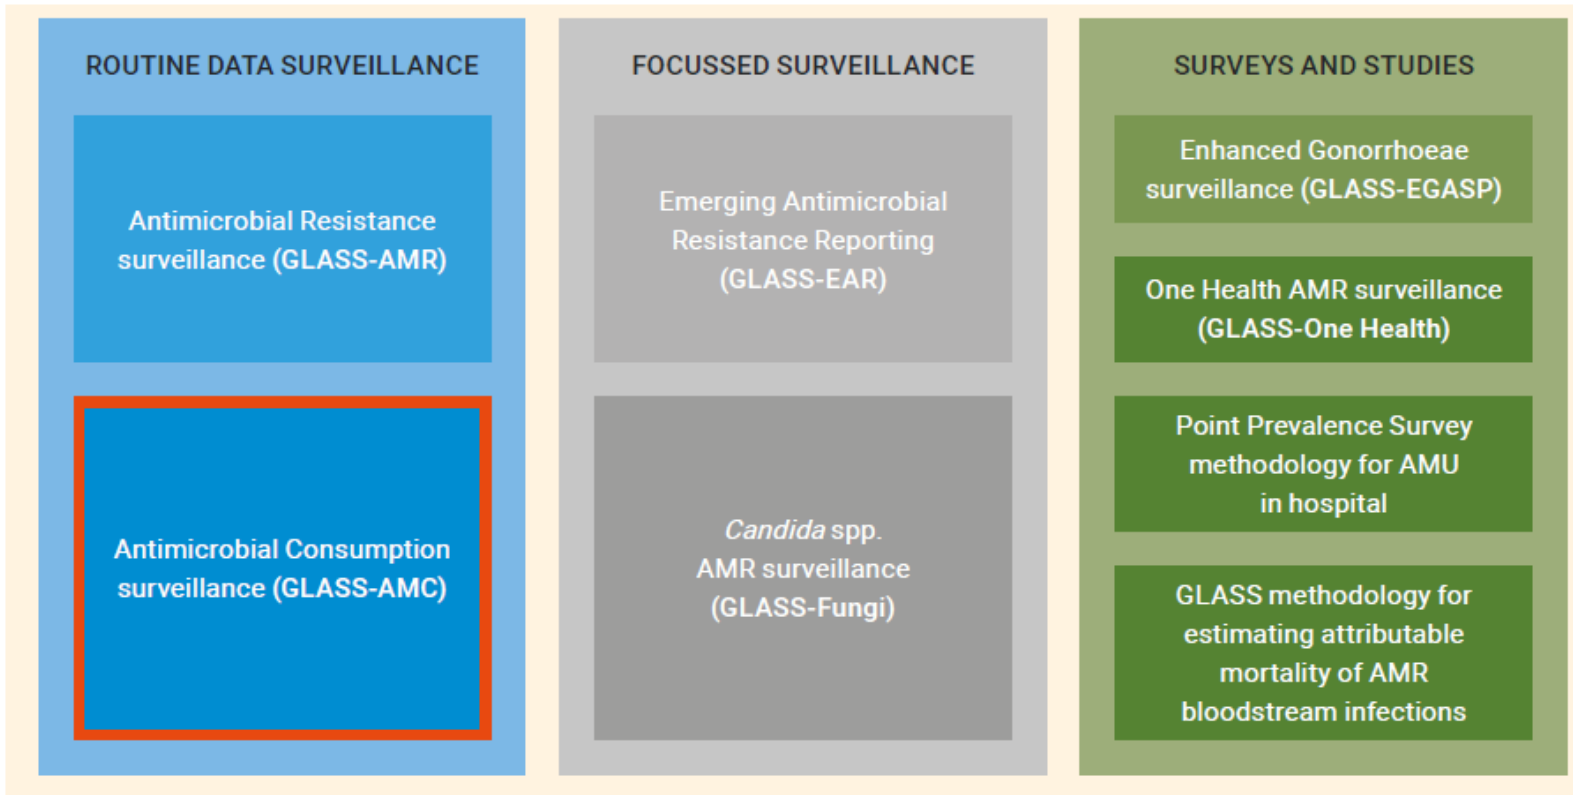 ROUTINE DATA SURVEILLANCE
Antimicrobial Resistance
surveillance (GLASS-AMR)
Antimicrobial Consumption
surveillance (GLASS-AMC)
FOCUSSED SURVEILLANCE
Emerging Antimicrobial
Resistance Reporting
(GLASS-EAR)
Candida spp.
AMR surveillance
(GLASS-Fungi)
SURVEYS AND STUDIES
Enhanced Gonorrhoeae
surveillance (GLASS-EGASP)
One Health AMR surveillance
(GLASS-One Health)
Point Prevalence Survey
methodology for AMU
in hospital
GLASS methodology for
estimating attributable
mortality of AMR
bloodstream infections